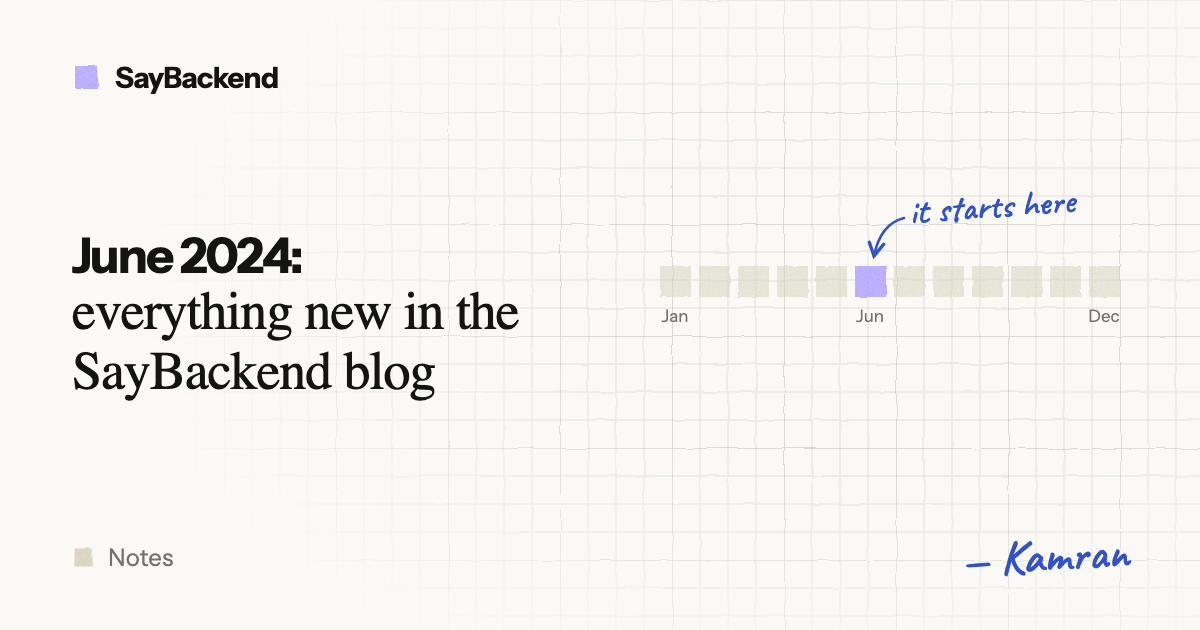 SayBackend
June 2024:
everything new in the
SayBackend blog
it starts here
Jan Jun Dec
Notes
– Kamran